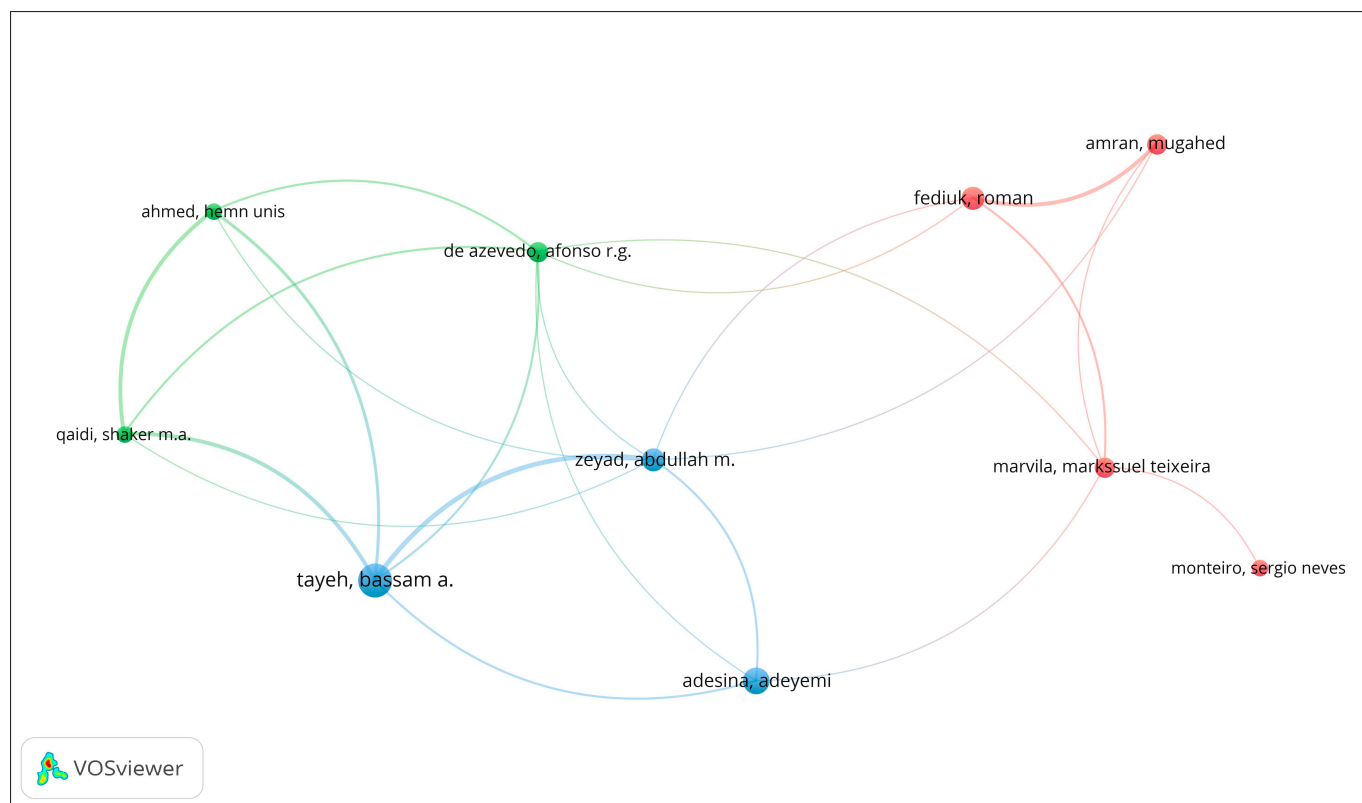 amran, mugahed
fediuk, roman
ahmed, hemn unis
de azevedo, afonso r.g.
qaidi, shaker m.a.
zeyad, abdullah m.
marvila, markssuel teixeira
monteiro, sergio neves
tayeh, bassam a.
adesina, adeyemi
VOSviewer